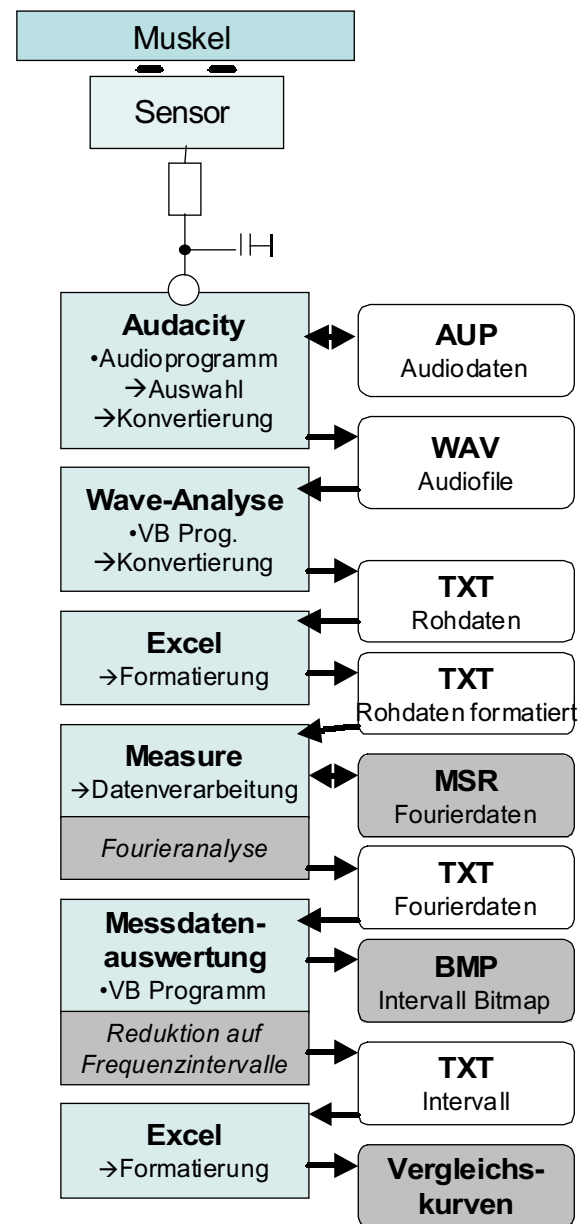 Muskel
Sensor
Audacity
•Audioprogramm
→Auswahl
→Konvertierung
AUP
Audiodaten
WAV
Audiofile
Wave-Analyse
•VB Prog.
→Konvertierung
TXT
Rohdaten
Excel
→Formatierung
TXT
Rohdaten formatiert
Measure
→Datenverarbeitung
Fourieranalyse
MSR
Fourierdaten
TXT
Fourierdaten
Messdaten-
auswertung
•VB Programm
Reduktion auf
Frequenzintervalle
BMP
Intervall Bitmap
TXT
Intervall
Excel
→Formatierung
Vergleichs-
kurven